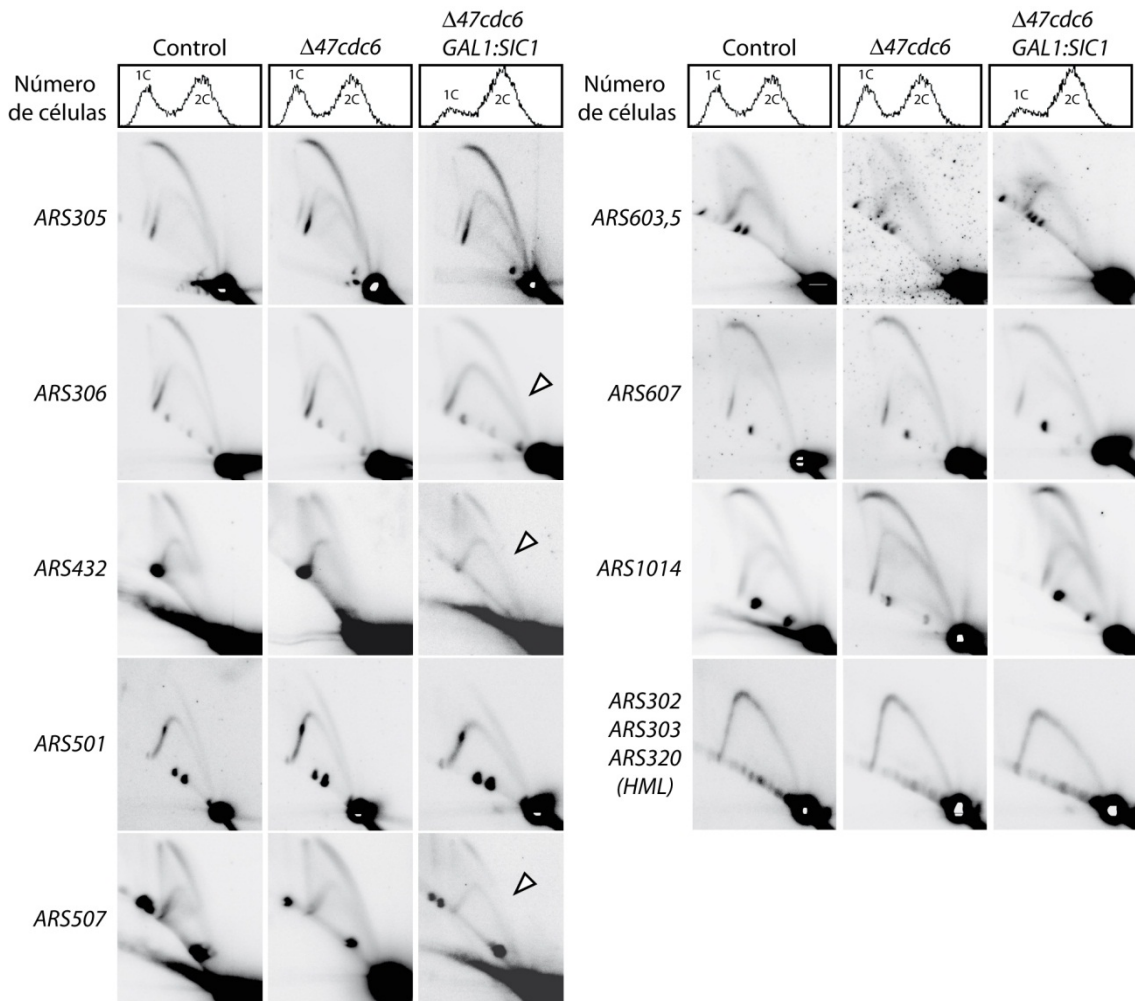 Control
Δ47cdc6
Δ47cdc6
GAL1:SIC1
Número
de células
1C
2C
1C
2C
1C
2C
ARS305
ARS306
ARS432
ARS501
ARS507
Control
Δ47cdc6
Δ47cdc6
GAL1:SIC1
Número
de células
1C
2C
1C
2C
1C
2C
ARS603,5
ARS607
ARS1014
ARS302
ARS303
ARS320
(HML)